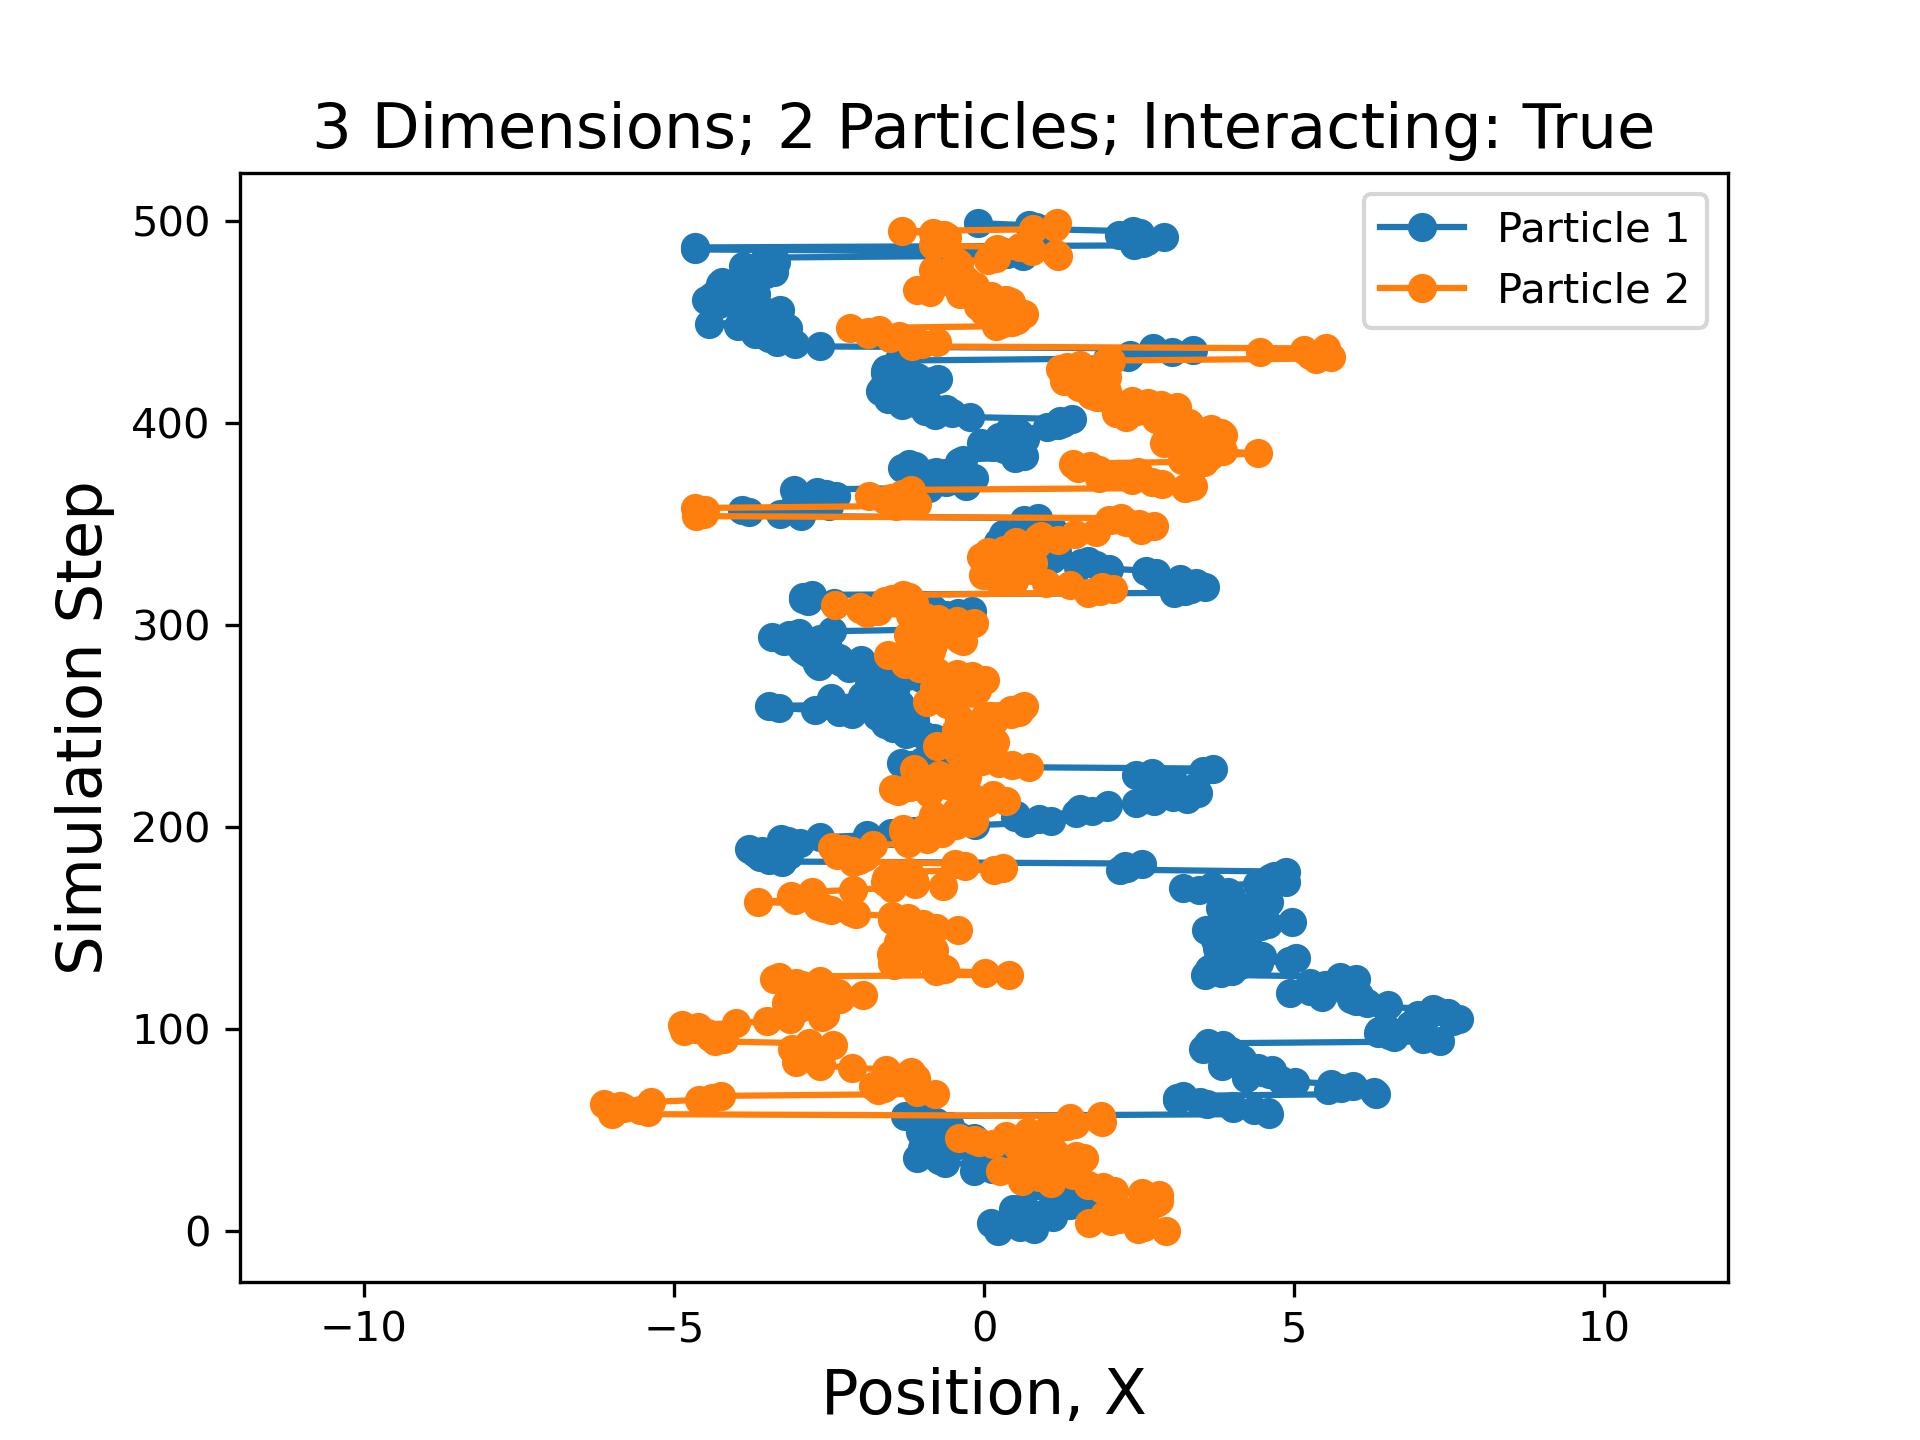 3 Dimensions; 2 Particles; Interacting: True
Particle 1
Particle 2
500
400
300
200
100
0
Simulation Step
−10
−5
0
5
10
Position, X